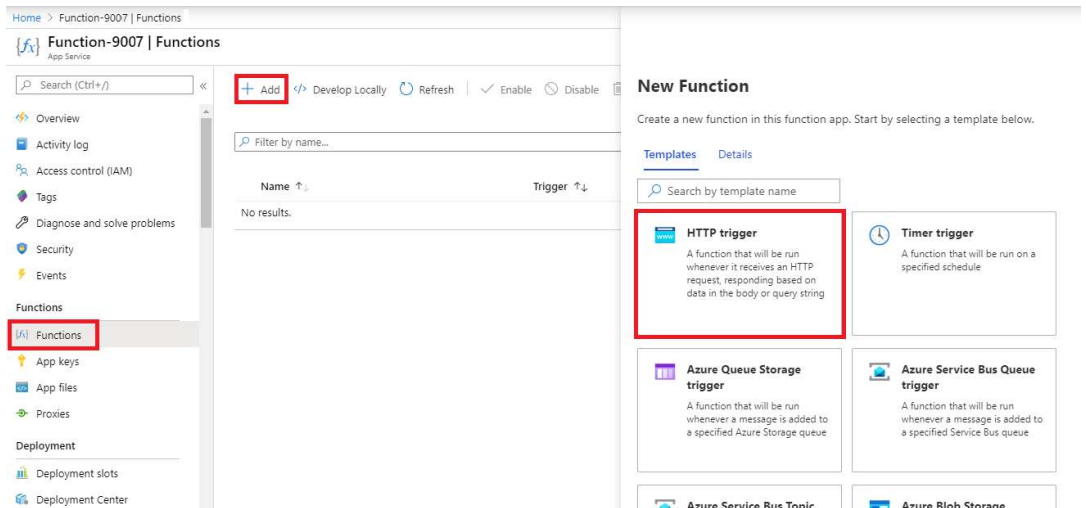 Home > Function-9007 | Functions
{fx} Function-9007 | Functions
App Service
Search (Ctrl+/)
«
Overview
Activity log
Access control (IAM)
Tags
Diagnose and solve problems
Security
Events
Functions
Functions
App keys
App files
Proxies
Deployment
Deployment slots
Deployment Center
+ Add
</> Develop Locally
Refresh
Enable
Disable
Filter by name...
Name ↑↓
Trigger ↑↓
No results.
New Function
Create a new function in this function app. Start by selecting a template below.
Templates
Details
Search by template name
www
HTTP trigger
A function that will be run
whenever it receives an HTTP
request, responding based on
data in the body or query string
Timer trigger
A function that will be run on a
specified schedule
Azure Queue Storage
trigger
A function that will be run
whenever a message is added to
a specified Azure Storage queue
Azure Service Bus Queue
trigger
A function that will be run
whenever a message is added to
a specified Service Bus queue
Azure Service Bus Topic
Azure Blob Storage